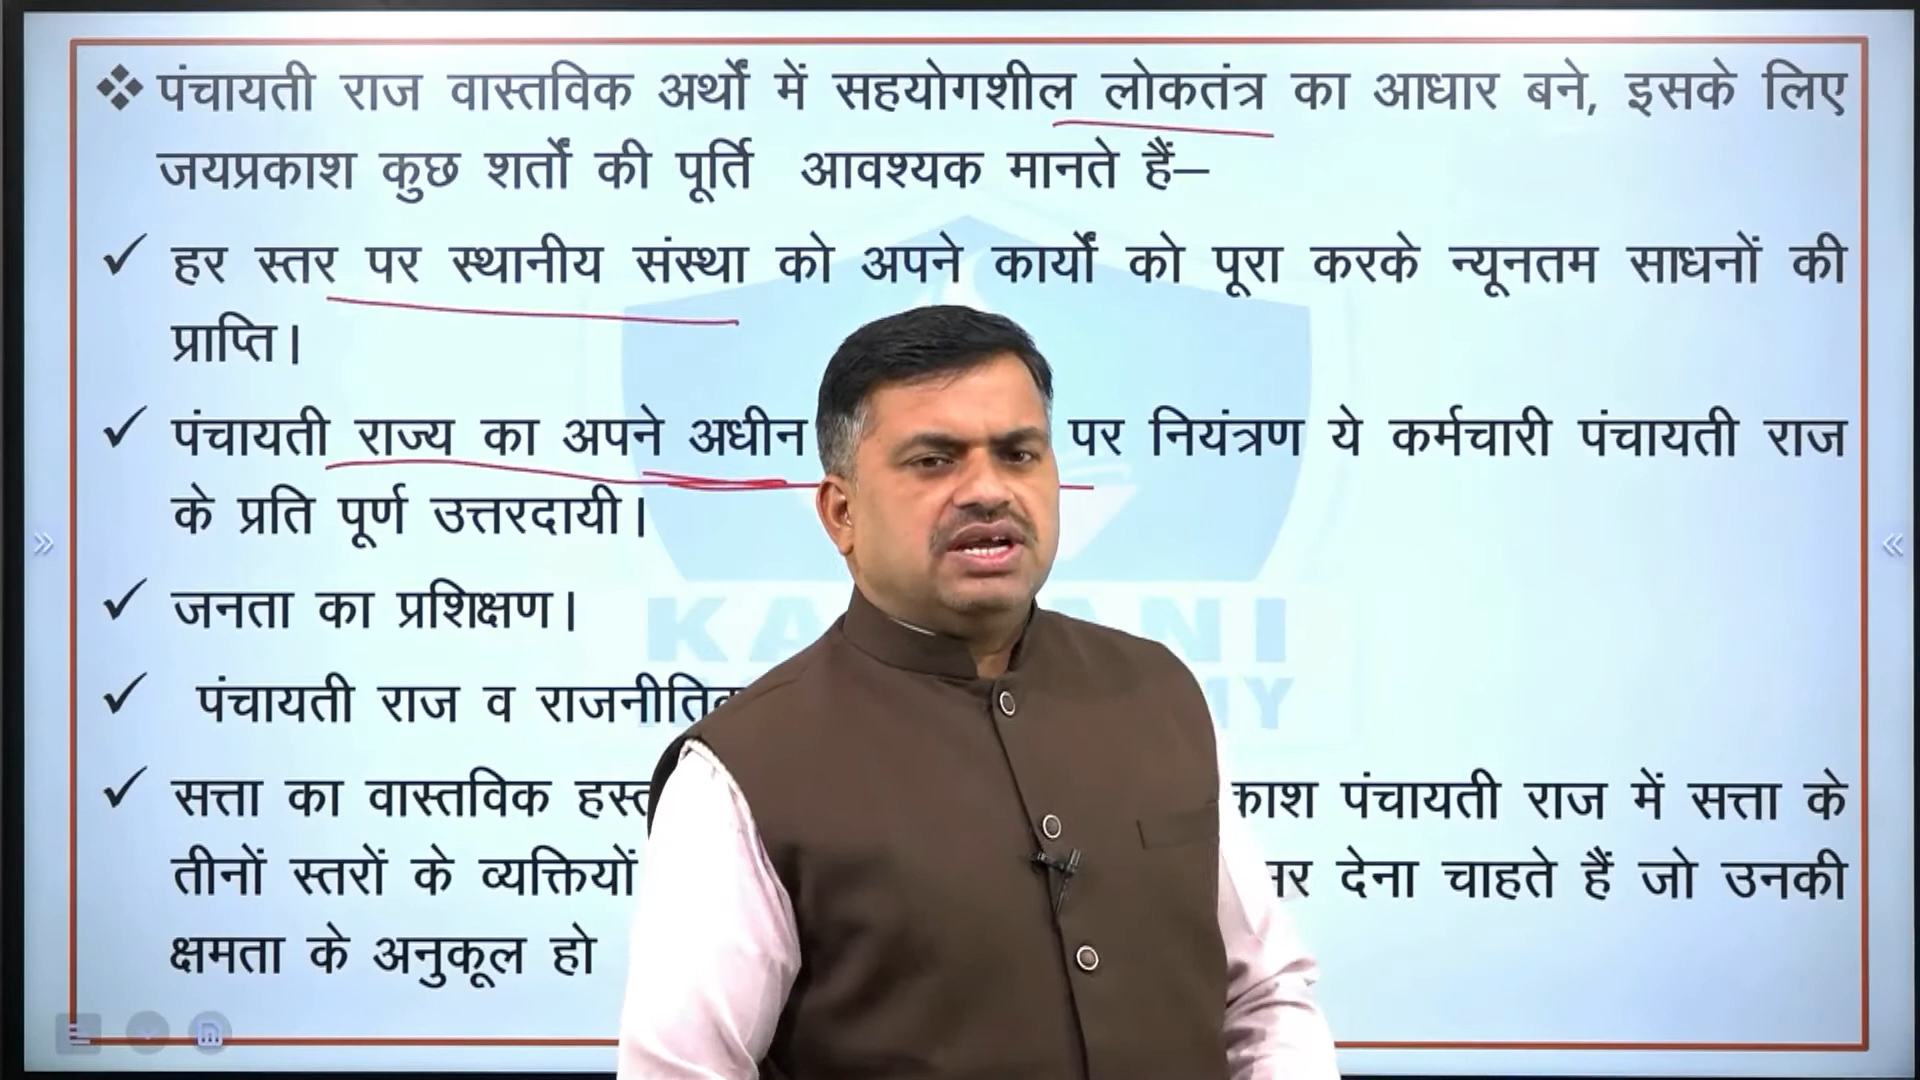 ❖ पंचायती राज वास्तविक अर्थों में सहयोगशील लोकतंत्र का आधार बने, इसके लिए
जयप्रकाश कुछ शर्तों की पूर्ति आवश्यक मानते हैं–
✓ हर स्तर पर स्थानीय संस्था को अपने कार्यों को पूरा करके न्यूनतम साधनों की
प्राप्ति।
✓ पंचायती राज्य का अपने अधीन पर नियंत्रण ये कर्मचारी पंचायती राज
के प्रति पूर्ण उत्तरदायी।
✓ जनता का प्रशिक्षण।
✓ पंचायती राज व
✓ सत्ता का वास्तविक पंचायती राज में सत्ता के
तीनों स्तरों के व्यक्तियों देना चाहते हैं जो उनकी
क्षमता के अनुकूल हो